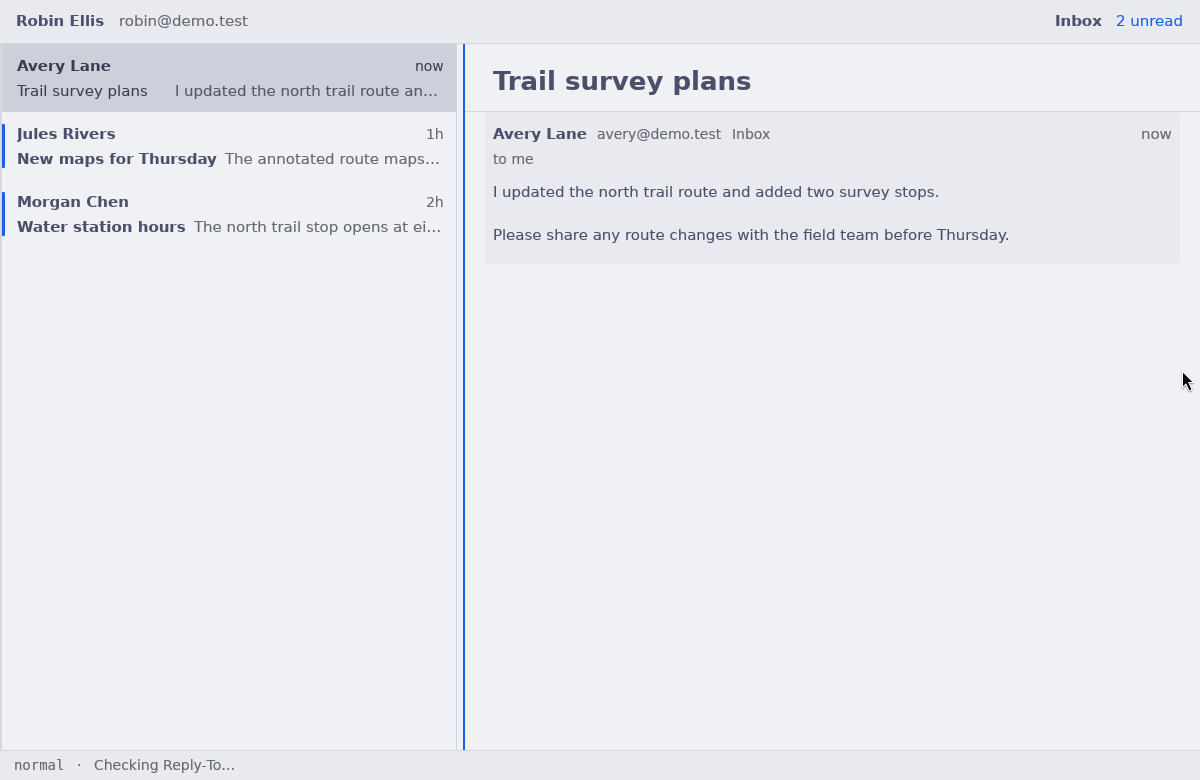 Robin Ellis robin@demo.test
Inbox 2 unread
Avery Lane now
Trail survey plans I updated the north trail route an…
Jules Rivers 1h
New maps for Thursday The annotated route maps…
Morgan Chen 2h
Water station hours The north trail stop opens at ei…
Trail survey plans
Avery Lane avery@demo.test Inbox now
to me
I updated the north trail route and added two survey stops.
Please share any route changes with the field team before Thursday.
normal · Checking Reply-To…